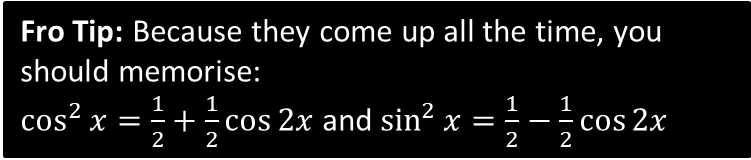 Fro Tip: Because they come up all the time, you
should memorise:
cos² x = 1/2 + 1/2 cos 2x and sin² x = 1/2 − 1/2 cos 2x